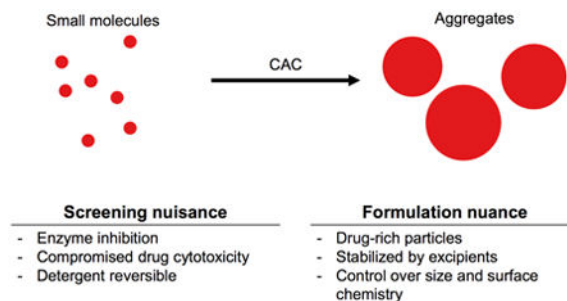 Small molecules
Aggregates
CAC
Screening nuisance
- Enzyme inhibition
- Compromised drug cytotoxicity
- Detergent reversible
Formulation nuance
- Drug-rich particles
- Stabilized by excipients
- Control over size and surface
chemistry